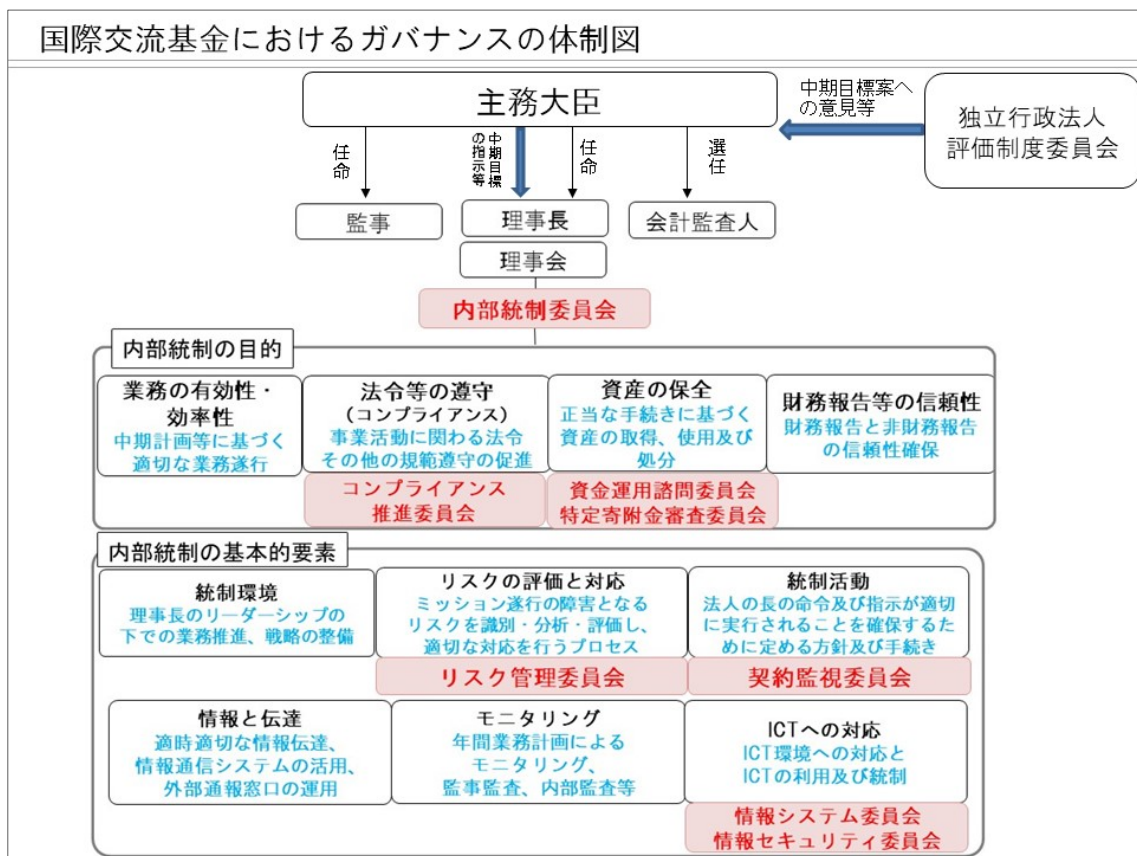 国際交流基金におけるガバナンスの体制図
主務大臣
中期目標案へ
の意見等
独立行政法人
評価制度委員会
任命
中期目標
の指示等
任命
選任
監事
理事長
会計監査人
理事会
内部統制委員会
内部統制の目的
業務の有効性・
効率性
中期計画等に基づく
適切な業務遂行
法令等の遵守
（コンプライアンス）
事業活動に関わる法令
その他の規範遵守の促進
コンプライアンス
推進委員会
資産の保全
正当な手続きに基づく
資産の取得、使用及び
処分
資金運用諮問委員会
特定寄附金審査委員会
財務報告等の信頼性
財務報告と非財務報告
の信頼性確保
内部統制の基本的要素
統制環境
理事長のリーダーシップの
下での業務推進、戦略の整備
リスクの評価と対応
ミッション遂行の障害となる
リスクを識別・分析・評価し、
適切な対応を行うプロセス
リスク管理委員会
統制活動
法人の長の命令及び指示が適切
に実行されることを確保するた
めに定める方針及び手続き
契約監視委員会
情報と伝達
適時適切な情報伝達、
情報通信システムの活用、
外部通報窓口の運用
モニタリング
年間業務計画による
モニタリング、
監事監査、内部監査等
ICTへの対応
ICT環境への対応と
ICTの利用及び統制
情報システム委員会
情報セキュリティ委員会